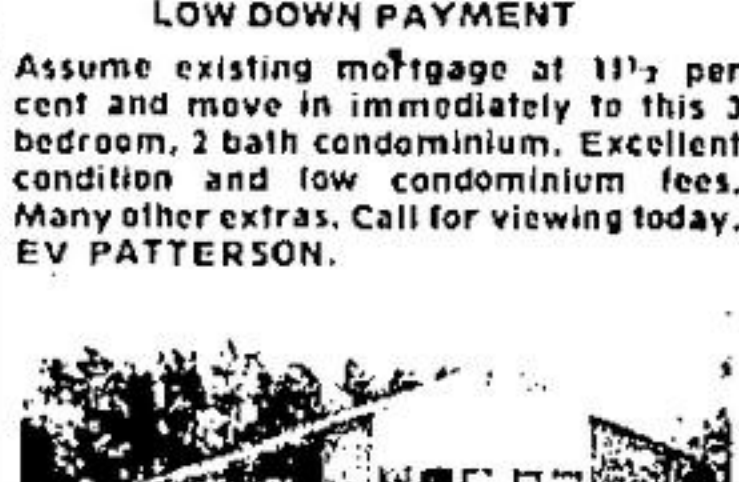 LOW DOWN PAYMENT
Assume existing mortgage at 11½ per
cent and move in immediately to this 3
bedroom, 2 bath condominium. Excellent
condition and low condominium fees.
Many other extras. Call for viewing today.
EV PATTERSON.